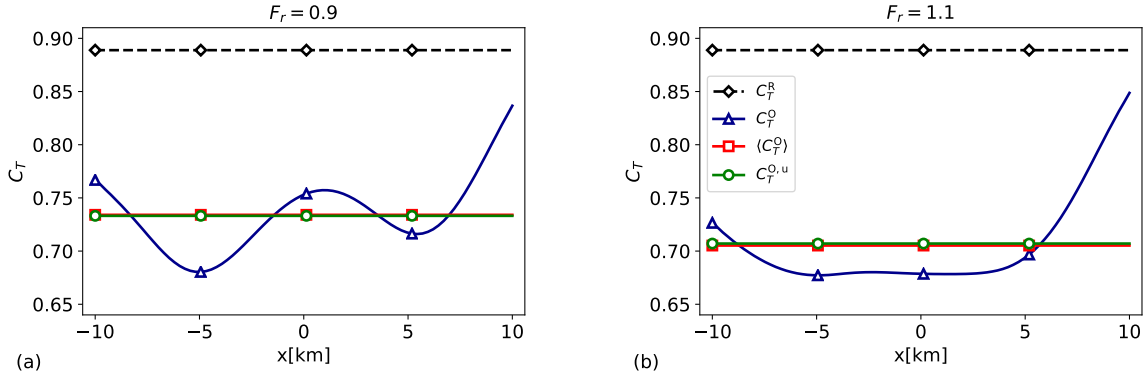 F_r = 0.9
0.90
0.85
0.80
0.75
0.70
0.65
C_T
−10 −5 0 5 10
x[km]
(a)
F_r = 1.1
0.90
0.85
0.80
0.75
0.70
0.65
C_T
C_T^R
C_T^O
⟨C_T^O⟩
C_T^{O,u}
−10 −5 0 5 10
x[km]
(b)